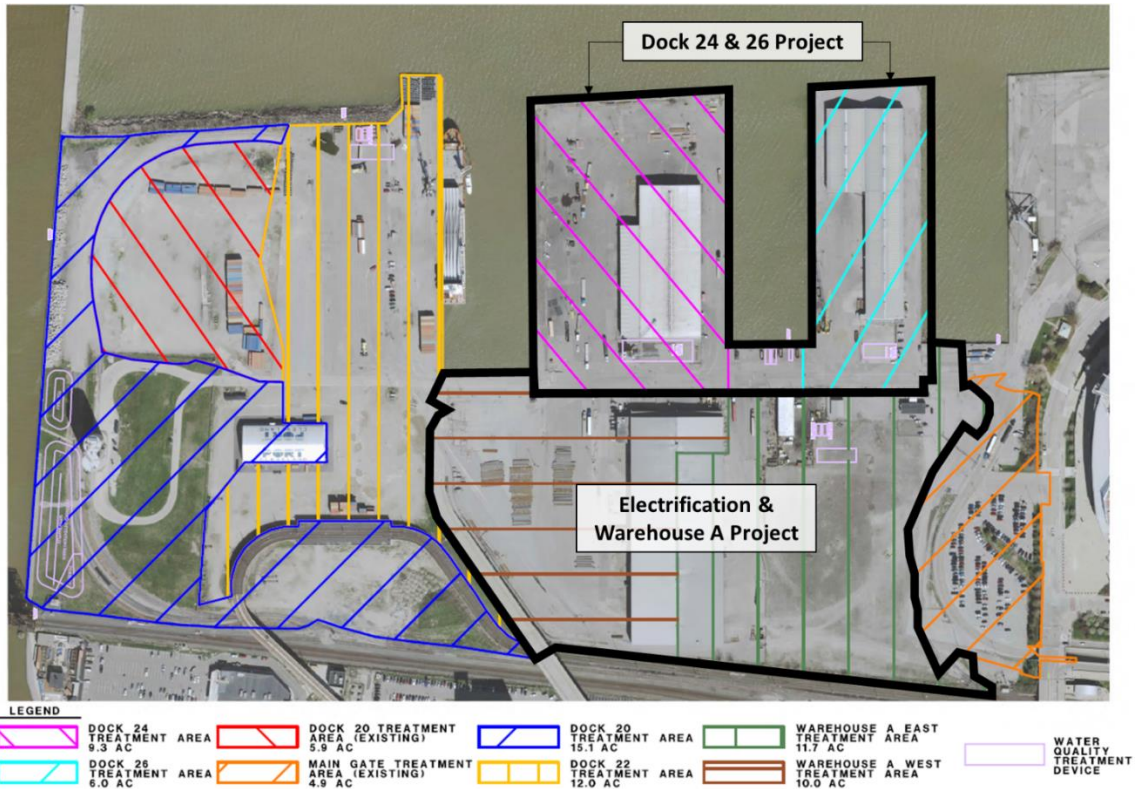 Dock 24 & 26 Project
PORT
Electrification &
Warehouse A Project
LEGEND
DOCK 24
TREATMENT AREA
9.3 AC
DOCK 20 TREATMENT
AREA (EXISTING)
5.9 AC
DOCK 20
TREATMENT AREA
15.1 AC
WAREHOUSE A EAST
TREATMENT AREA
11.7 AC
WATER
QUALITY
TREATMENT
DEVICE
DOCK 26
TREATMENT AREA
6.0 AC
MAIN GATE TREATMENT
AREA (EXISTING)
4.9 AC
DOCK 22
TREATMENT AREA
12.0 AC
WAREHOUSE A WEST
TREATMENT AREA
10.0 AC